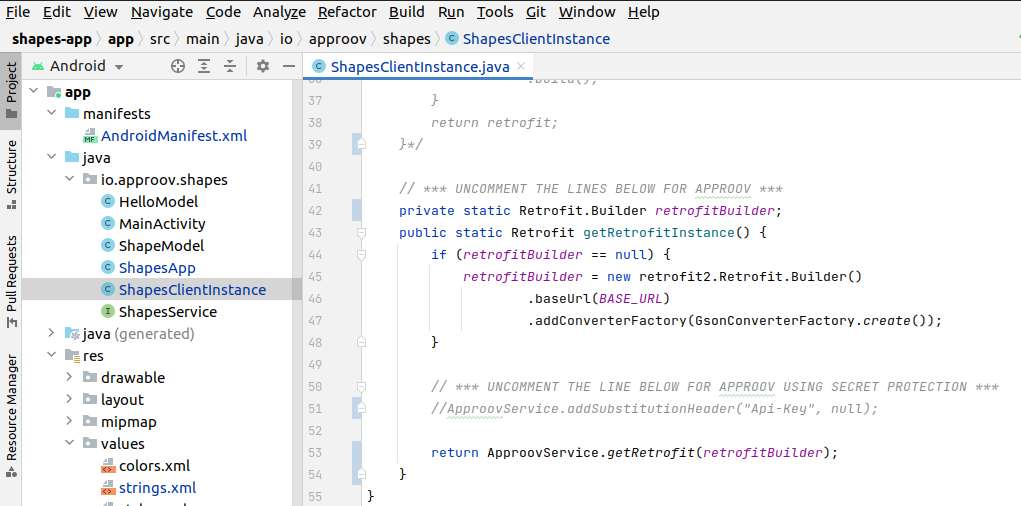 File Edit View Navigate Code Analyze Refactor Build Run Tools Git Window Help
shapes-app app src main java io approov shapes C ShapesClientInstance
Project
Structure
Pull Requests
Resource Manager
Android
app
manifests
MF AndroidManifest.xml
java
io.approov.shapes
C HelloModel
C MainActivity
C ShapeModel
C ShapesApp
C ShapesClientInstance
I ShapesService
java (generated)
res
drawable
layout
mipmap
values
colors.xml
strings.xml
C ShapesClientInstance.java
.build();
37 }
38 return retrofit;
39 }*/
40
41 // *** UNCOMMENT THE LINES BELOW FOR APPROOV ***
42 private static Retrofit.Builder retrofitBuilder;
43 public static Retrofit getRetrofitInstance() {
44 if (retrofitBuilder == null) {
45 retrofitBuilder = new retrofit2.Retrofit.Builder()
46 .baseUrl(BASE_URL)
47 .addConverterFactory(GsonConverterFactory.create());
48 }
49
50 // *** UNCOMMENT THE LINE BELOW FOR APPROOV USING SECRET PROTECTION ***
51 //ApproovService.addSubstitutionHeader("Api-Key", null);
52
53 return ApproovService.getRetrofit(retrofitBuilder);
54 }
55 }